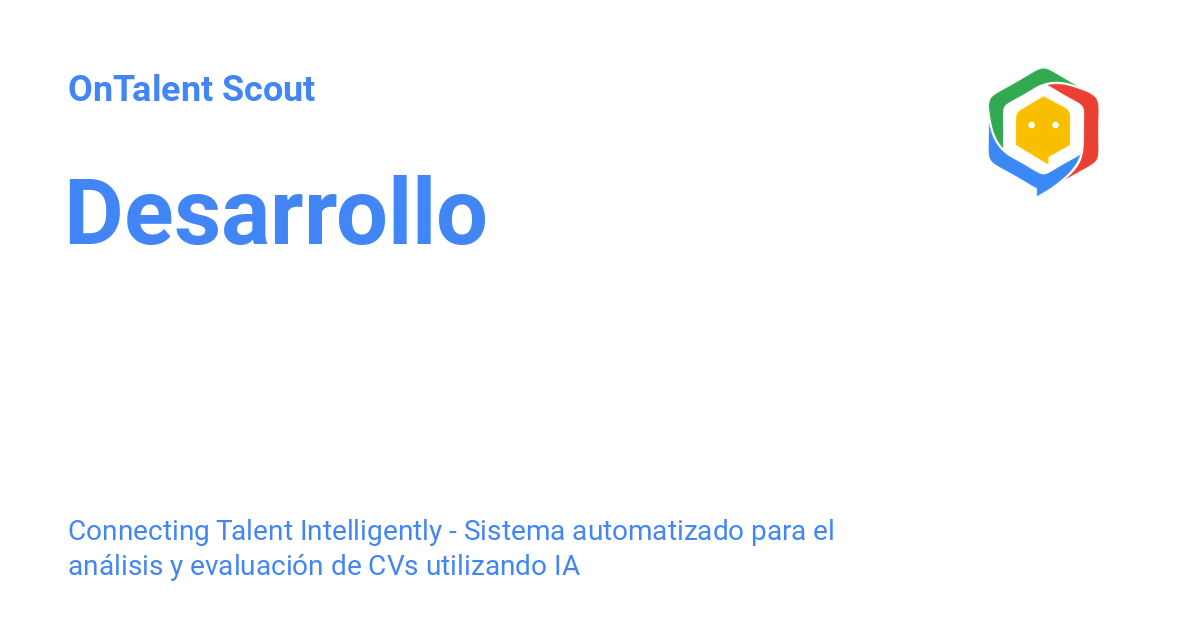 OnTalent Scout
Desarrollo
Connecting Talent Intelligently - Sistema automatizado para el
análisis y evaluación de CVs utilizando IA